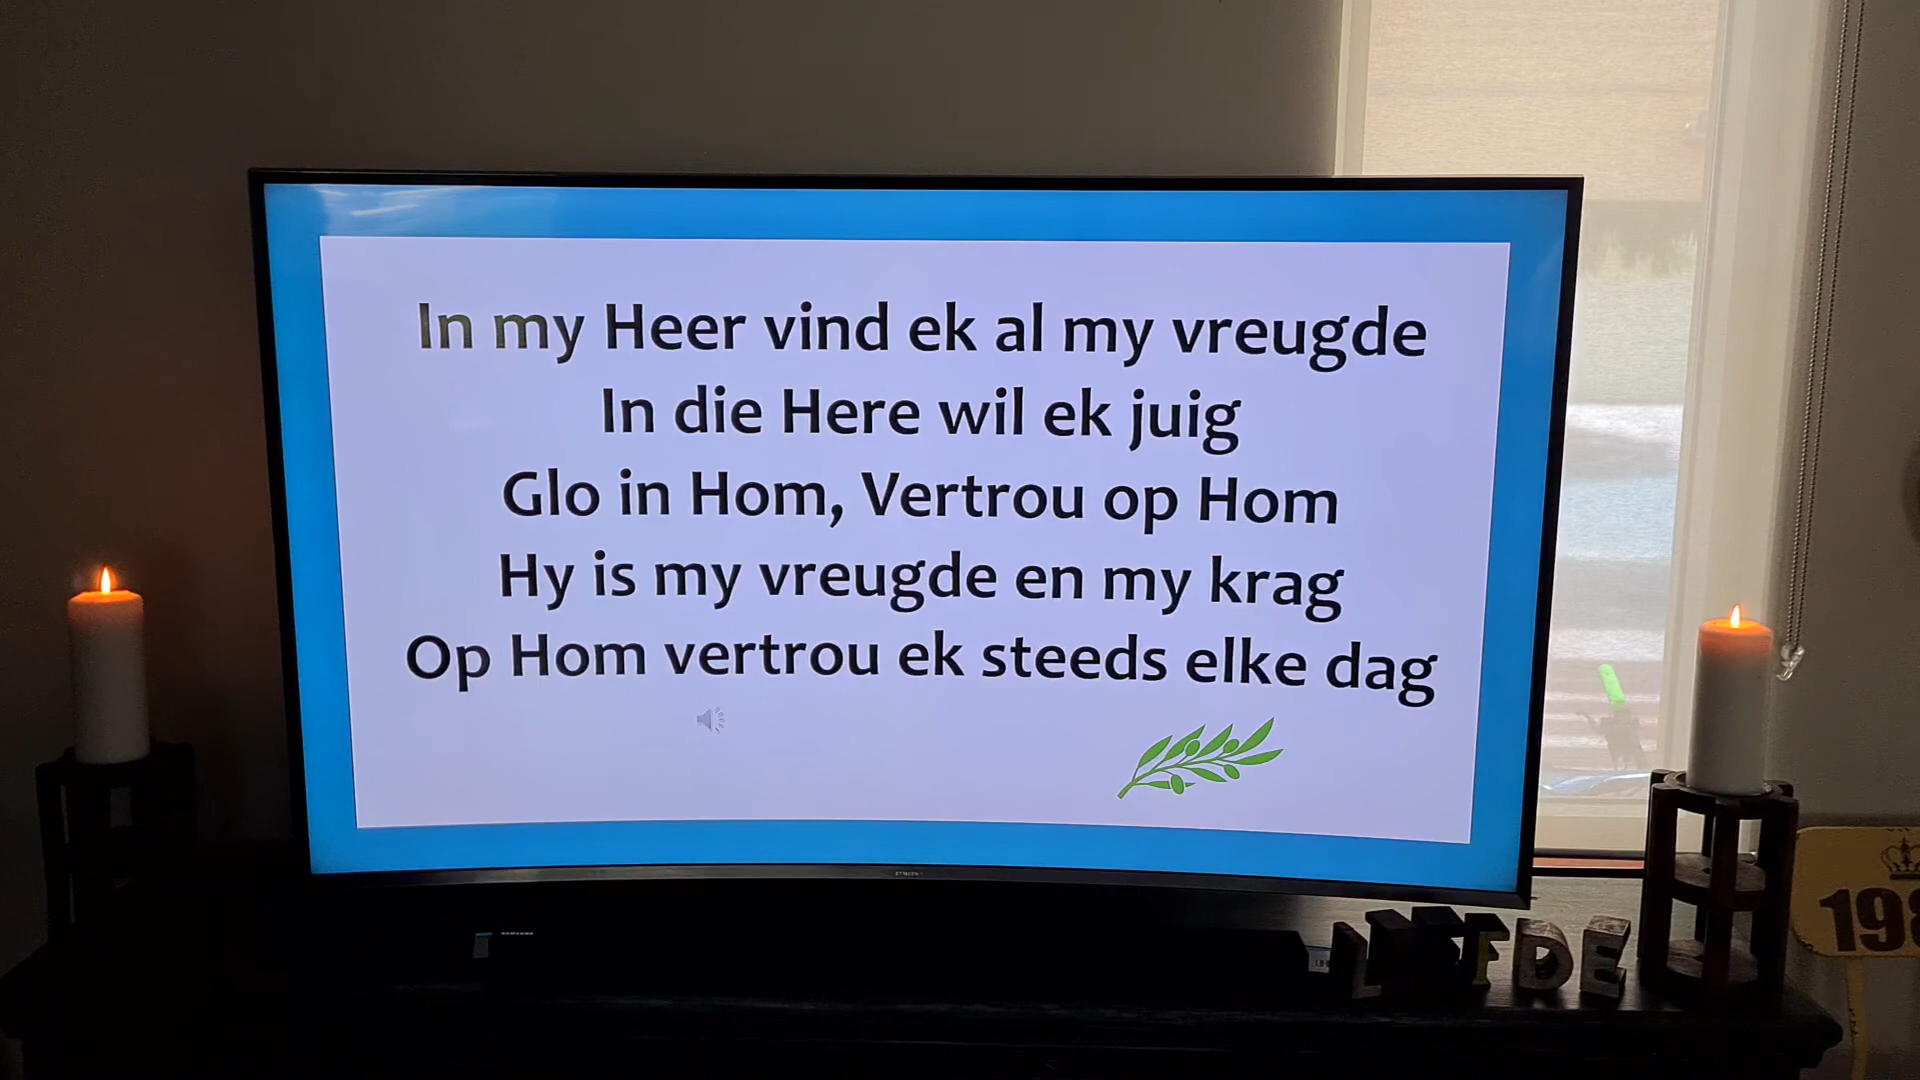 In my Heer vind ek al my vreugde
In die Here wil ek juig
Glo in Hom, Vertrou op Hom
Hy is my vreugde en my krag
Op Hom vertrou ek steeds elke dag
SAMSUNG
LIEFDE